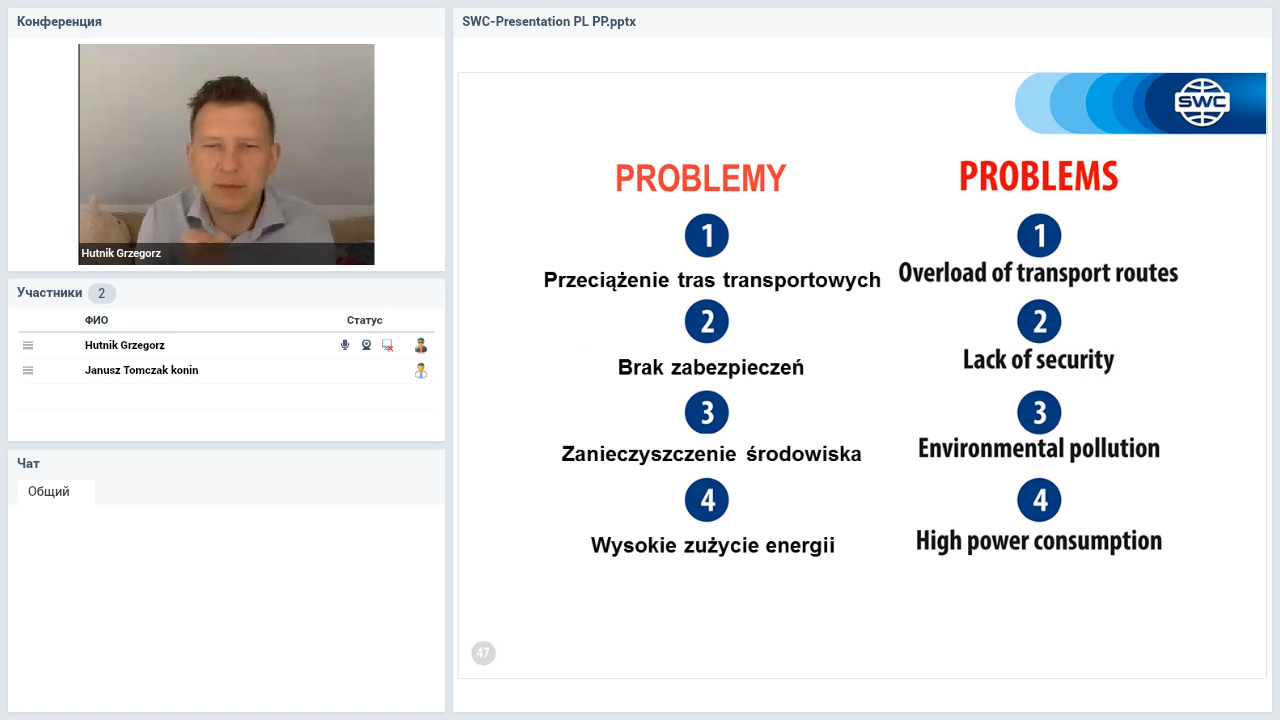 Конференция
Hutnik Grzegorz
Участники 2
ФИО Статус
Hutnik Grzegorz
Janusz Tomczak konin
Чат
Общий
SWC-Presentation PL PP.pptx
SWC
PROBLEMY
1
Przeciążenie tras transportowych
2
Brak zabezpieczeń
3
Zanieczyszczenie środowiska
4
Wysokie zużycie energii
PROBLEMS
1
Overload of transport routes
2
Lack of security
3
Environmental pollution
4
High power consumption
47